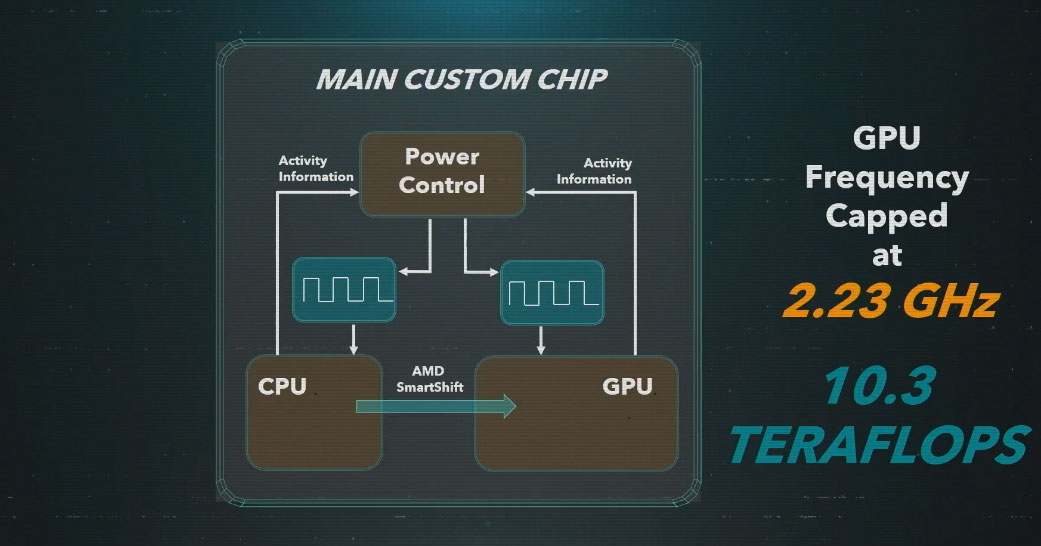 MAIN CUSTOM CHIP
Activity
Information
Power
Control
Activity
Information
CPU
AMD
SmartShift
GPU
GPU
Frequency
Capped
at
2.23 GHz
10.3
TERAFLOPS